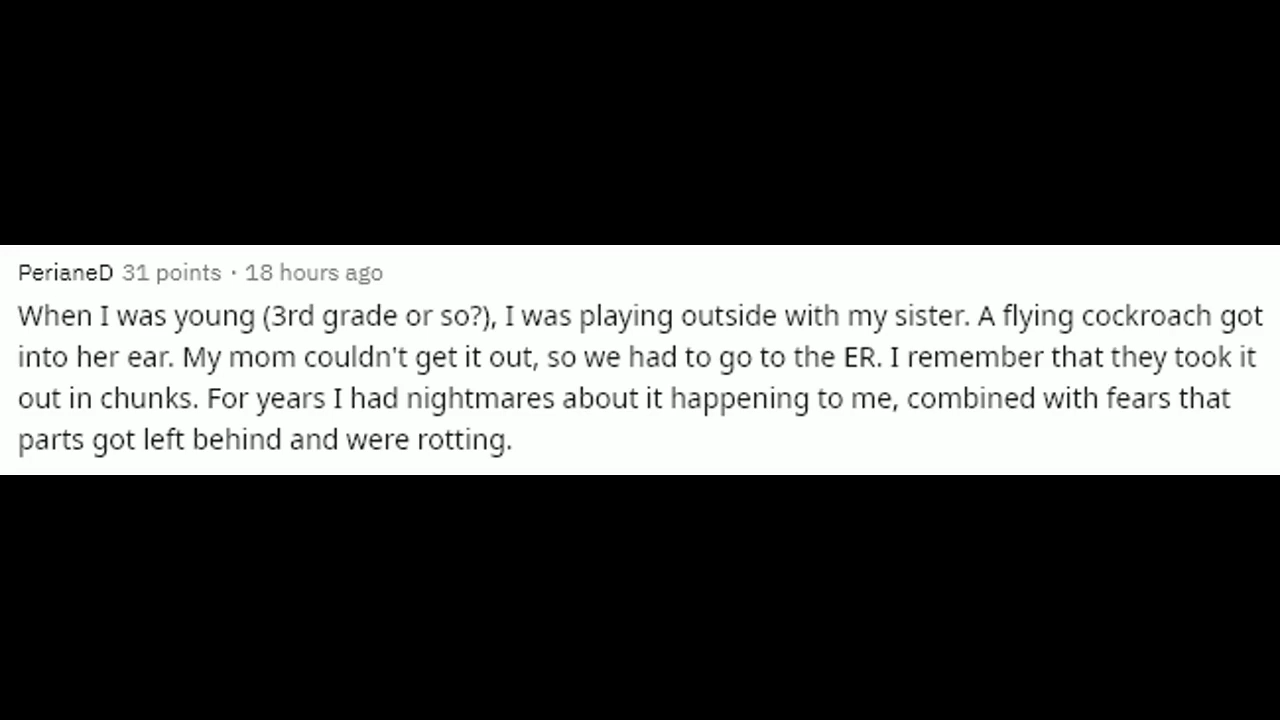 PerianeD 31 points · 18 hours ago
When I was young (3rd grade or so?), I was playing outside with my sister. A flying cockroach got
into her ear. My mom couldn't get it out, so we had to go to the ER. I remember that they took it
out in chunks. For years I had nightmares about it happening to me, combined with fears that
parts got left behind and were rotting.